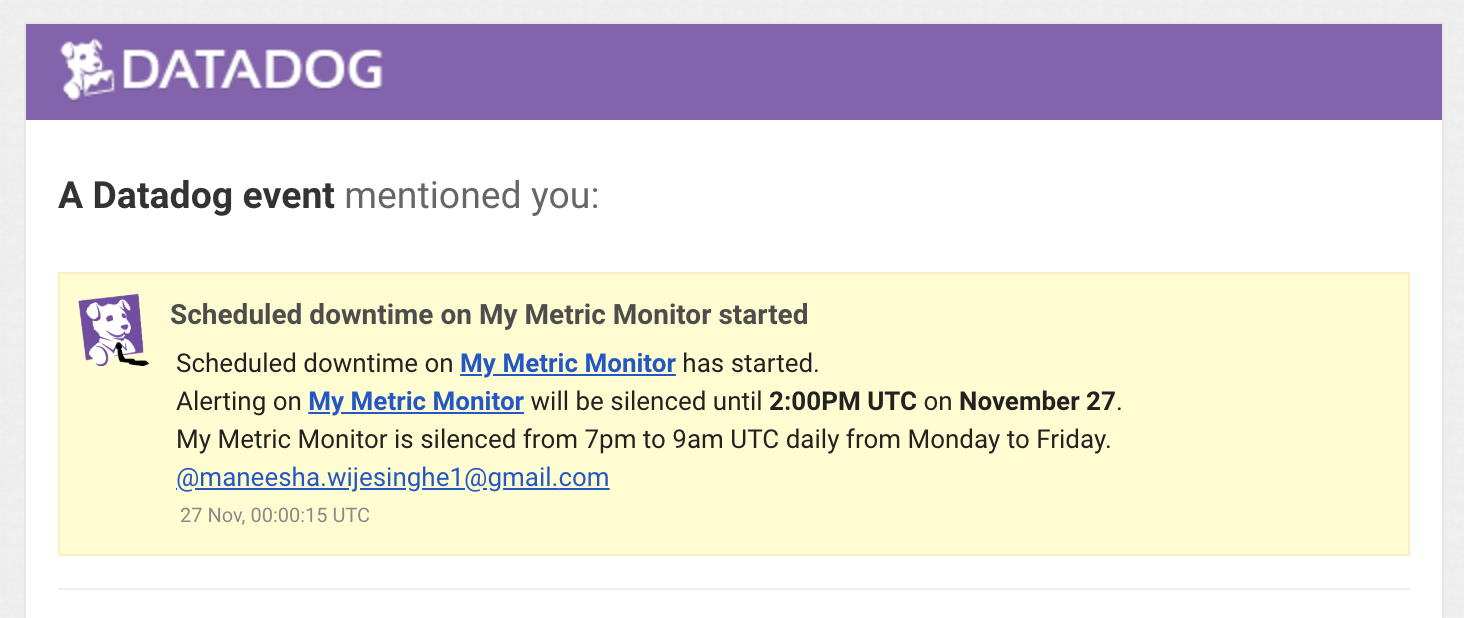 DATADOG
A Datadog event mentioned you:
Scheduled downtime on My Metric Monitor started
Scheduled downtime on My Metric Monitor has started.
Alerting on My Metric Monitor will be silenced until 2:00PM UTC on November 27.
My Metric Monitor is silenced from 7pm to 9am UTC daily from Monday to Friday.
@maneesha.wijesinghe1@gmail.com
27 Nov, 00:00:15 UTC